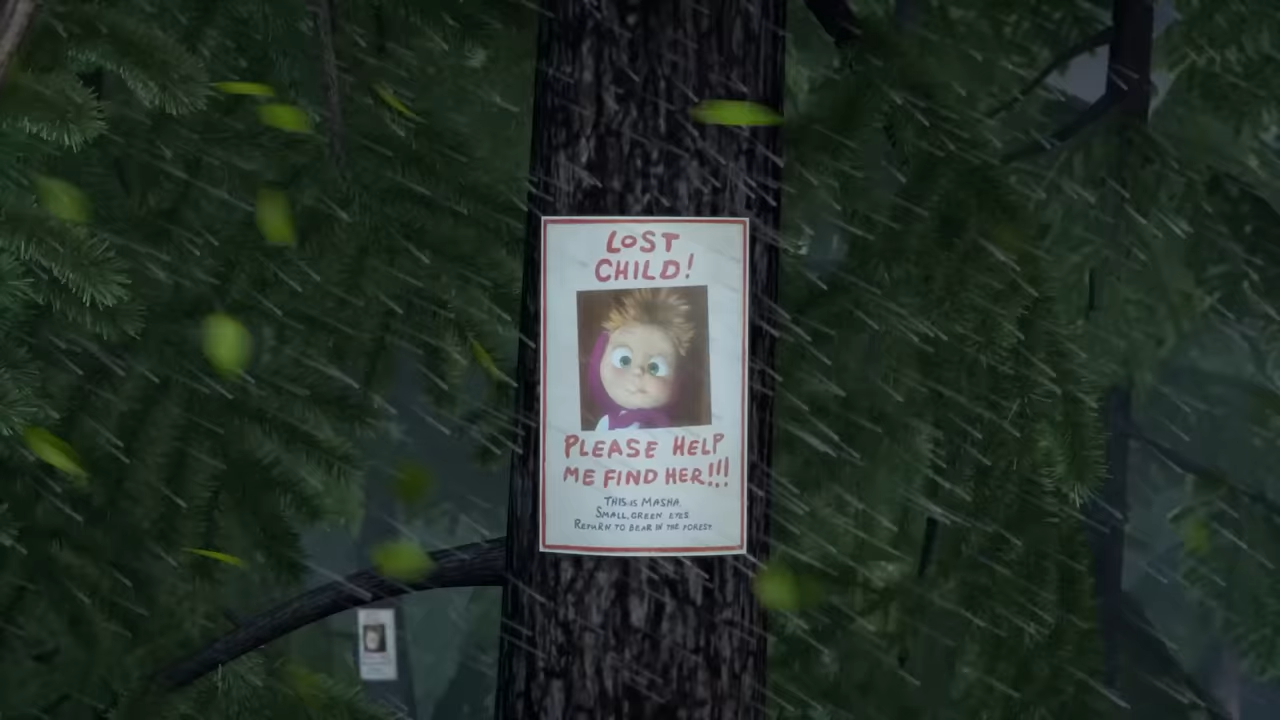 LOST
CHILD!
PLEASE HELP
ME FIND HER!!!
THIS IS MASHA.
SMALL, GREEN EYES
RETURN TO BEAR IN THE FOREST